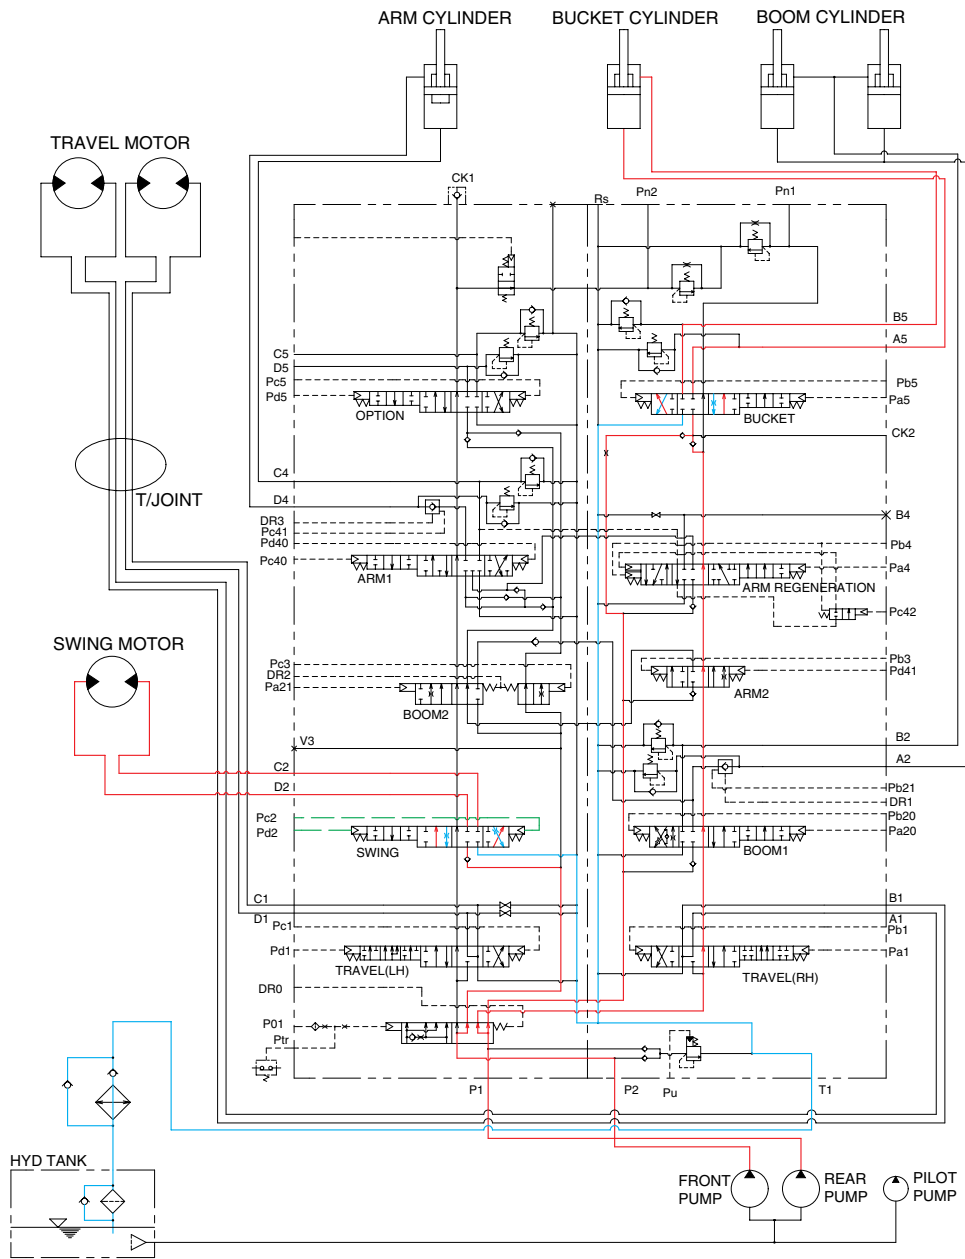 ARM CYLINDER
BUCKET CYLINDER
BOOM CYLINDER
TRAVEL MOTOR
CK1
Rs
Pn2
Pn1
B5
A5
C5
D5
Pc5
Pd5
OPTION
Pb5
Pa5
BUCKET
CK2
T/JOINT
C4
D4
DR3
Pc41
Pd40
Pc40
ARM1
B4
Pb4
Pa4
ARM REGENERATION
Pc42
SWING MOTOR
Pc3
DR2
Pa21
BOOM2
Pb3
Pd41
ARM2
V3
B2
A2
C2
D2
Pb21
DR1
Pb20
Pa20
Pc2
Pd2
SWING
BOOM1
C1
D1
Pc1
Pd1
TRAVEL(LH)
B1
A1
Pb1
Pa1
TRAVEL(RH)
DR0
P01
Ptr
P1
P2
Pu
T1
HYD TANK
FRONT
PUMP
REAR
PUMP
PILOT
PUMP